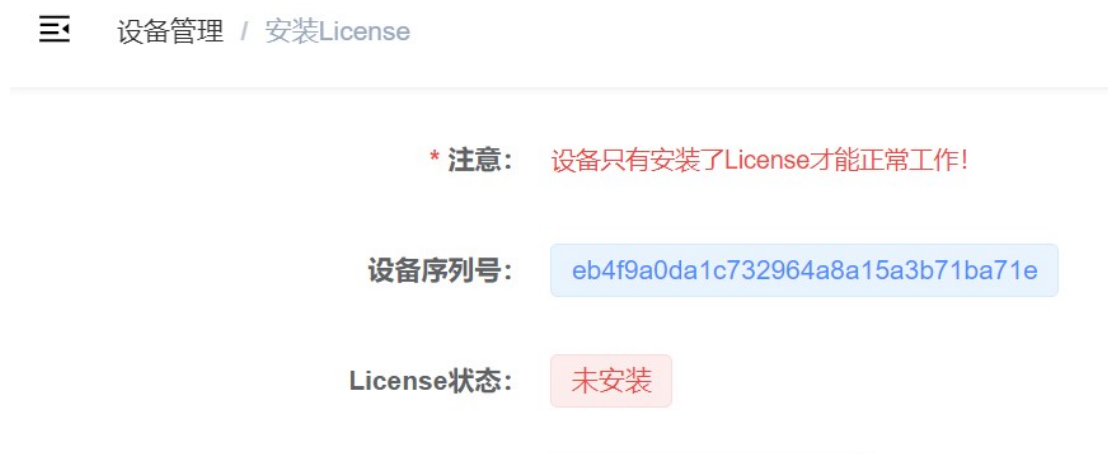 设备管理 / 安装License
* 注意： 设备只有安装了License才能正常工作！
设备序列号： eb4f9a0da1c732964a8a15a3b71ba71e
License状态： 未安装